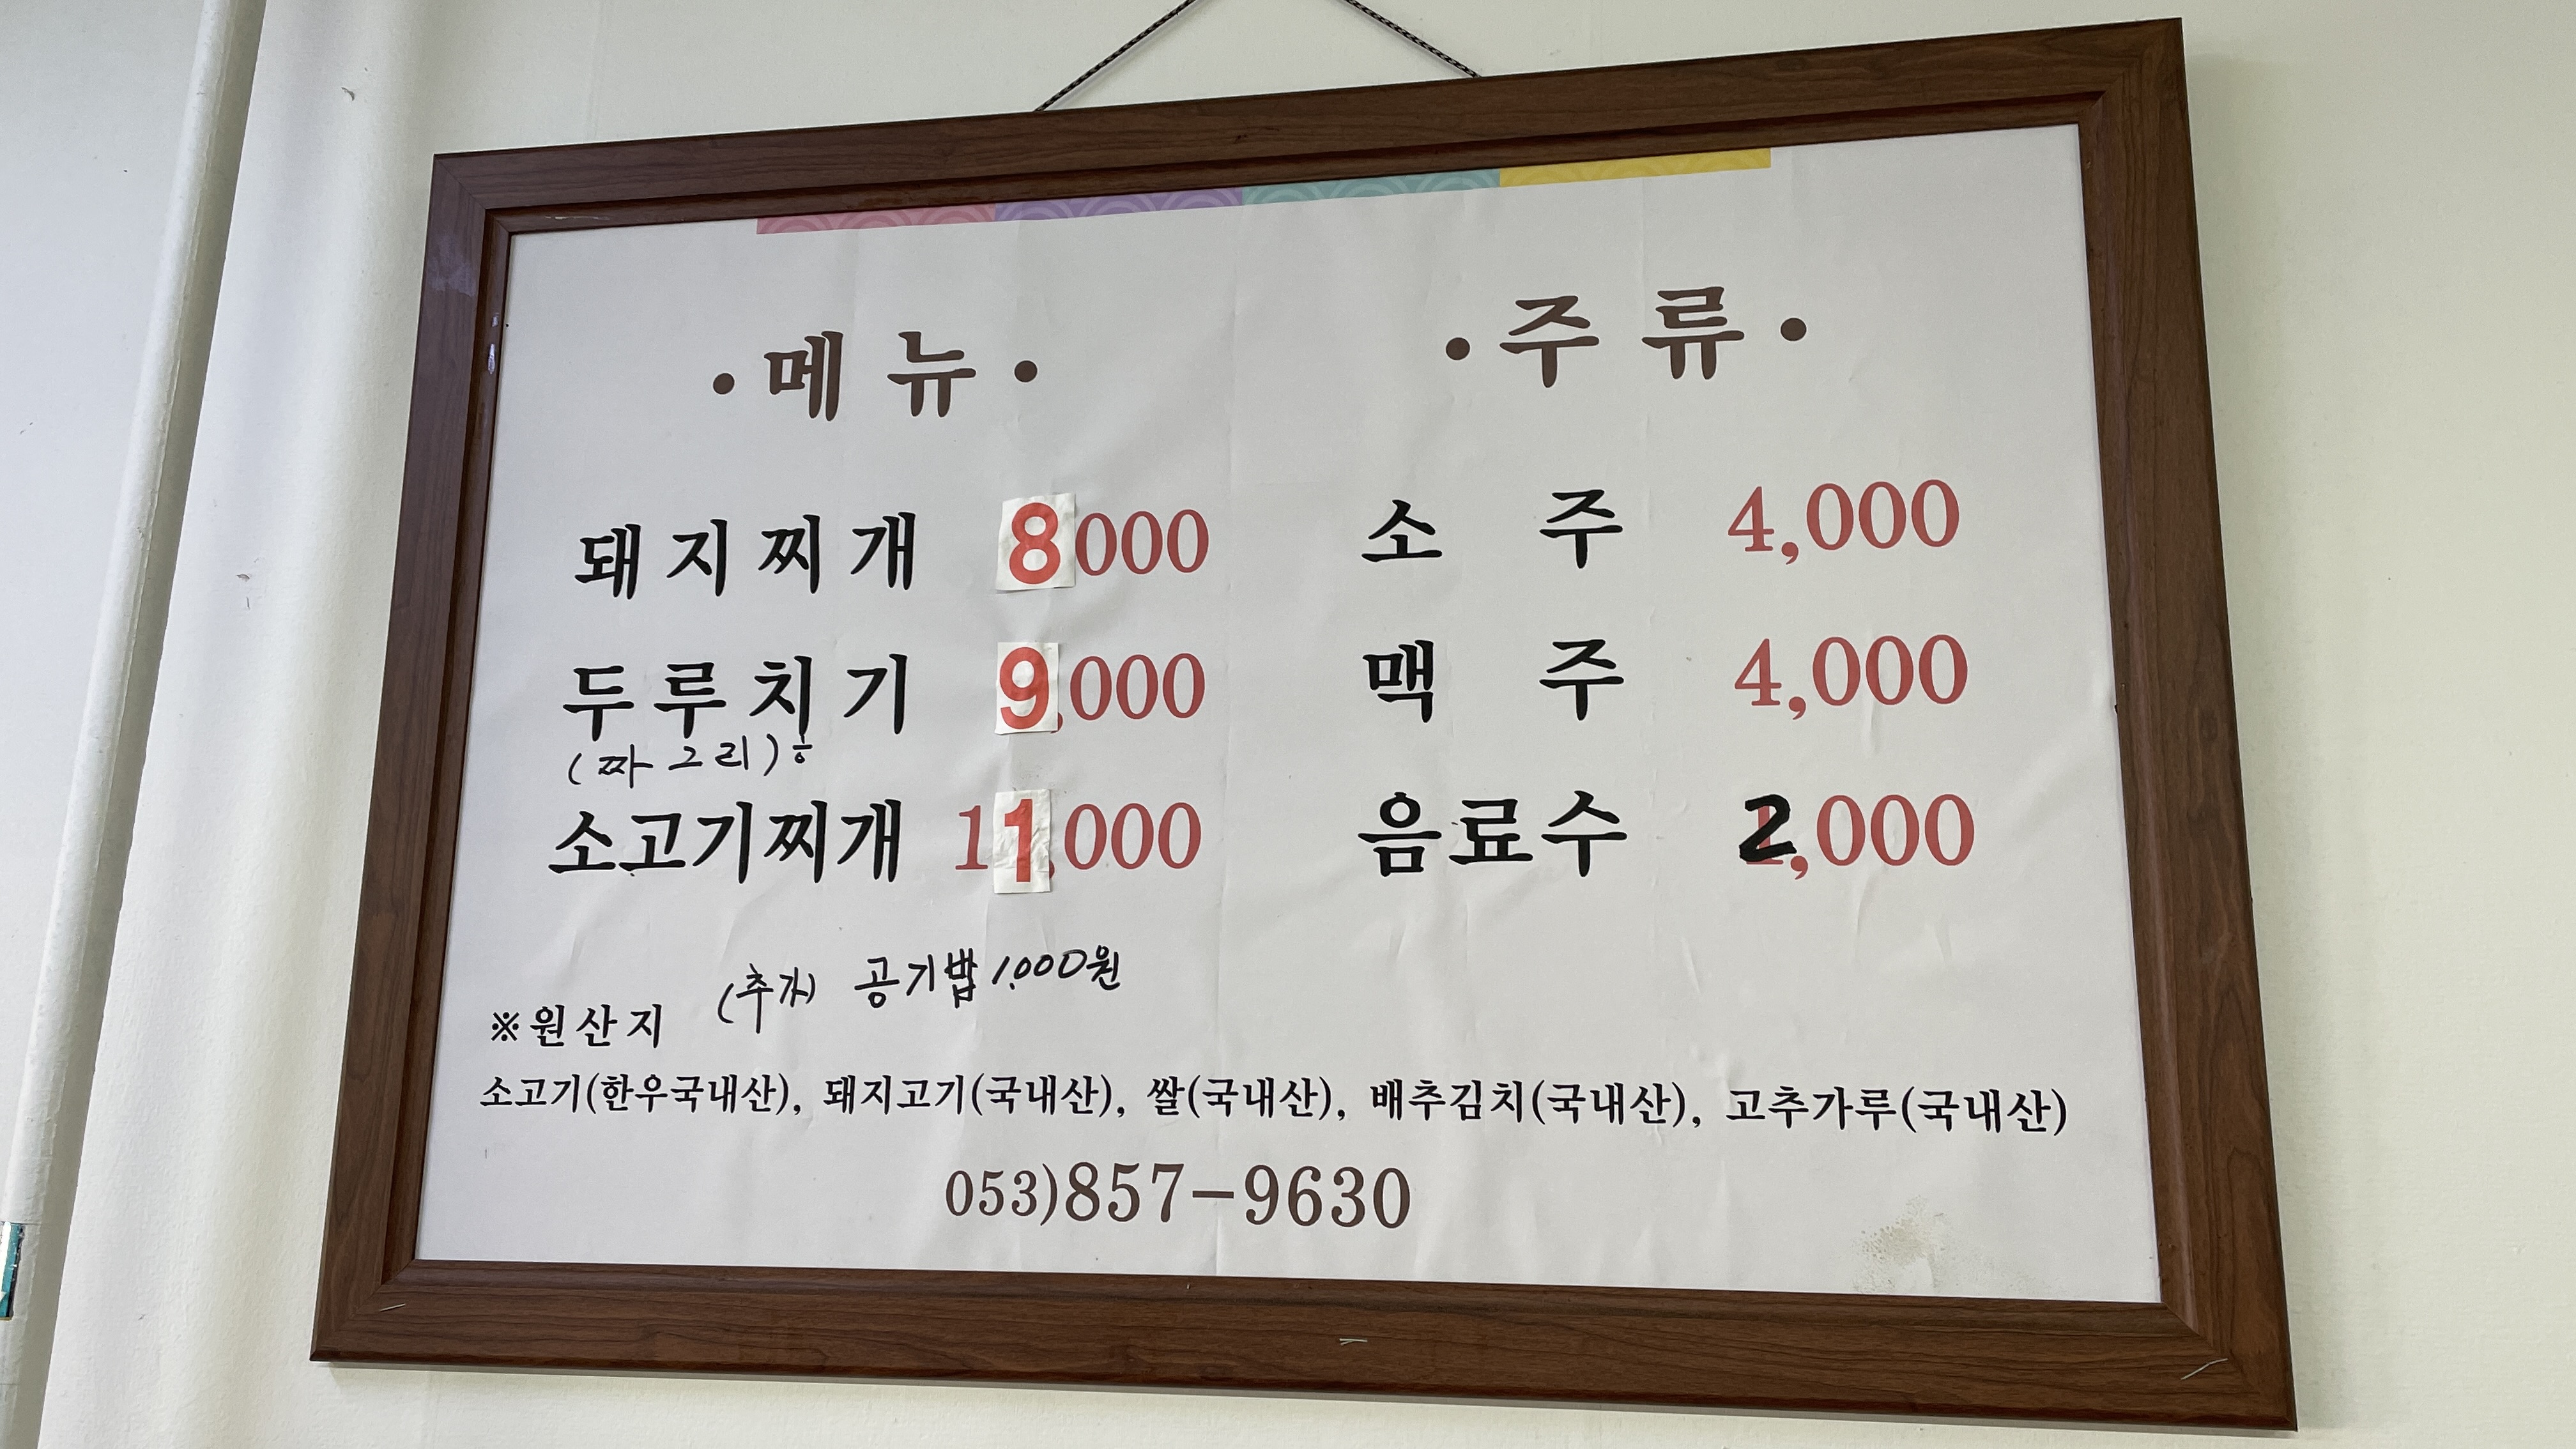 ·메뉴·
돼지찌개 8000
두루치기 9,000
(짜그리)
소고기찌개 11,000
(추가) 공기밥 1,000원
·주류·
소주 4,000
맥주 4,000
음료수 2,000
※원산지
소고기(한우국내산), 돼지고기(국내산), 쌀(국내산), 배추김치(국내산), 고추가루(국내산)
053)857-9630